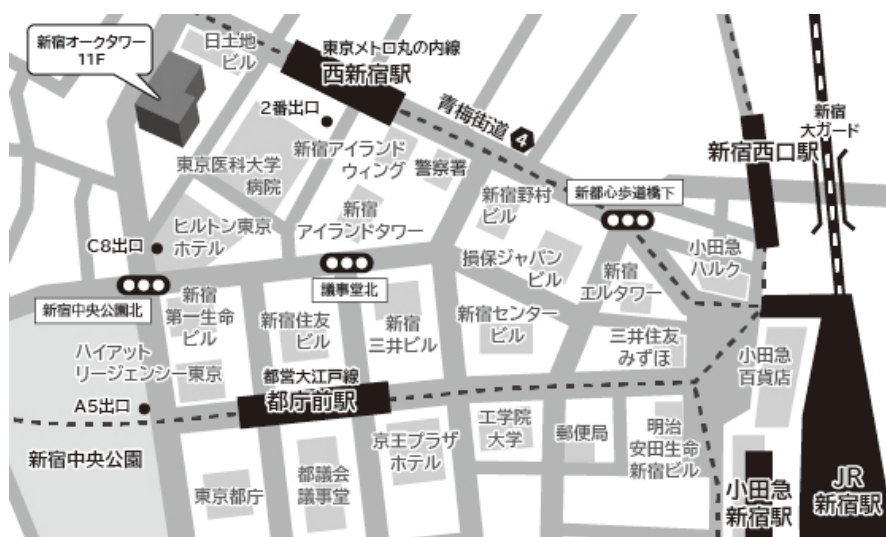 新宿オークタワー
11F
日土地
ビル
東京メトロ丸の内線
西新宿駅
2番出口
青梅街道
4
新宿
大ガード
新宿西口駅
新宿アイランド
ウィング
警察署
東京医科大学
病院
新宿野村
ビル
新都心歩道橋下
新宿
アイランドタワー
ヒルトン東京
ホテル
C8出口
小田急
ハルク
損保ジャパン
ビル
新宿
エルタワー
新宿中央公園北
議事堂北
新宿
第一生命
ビル
新宿住友
ビル
新宿
三井ビル
新宿センター
ビル
三井住友
みずほ
小田急
百貨店
ハイアット
リージェンシー東京
都営大江戸線
都庁前駅
A5出口
新宿中央公園
京王プラザ
ホテル
工学院
大学
郵便局
明治
安田生命
新宿ビル
東京都庁
都議会
議事堂
小田急
新宿駅
JR
新宿駅